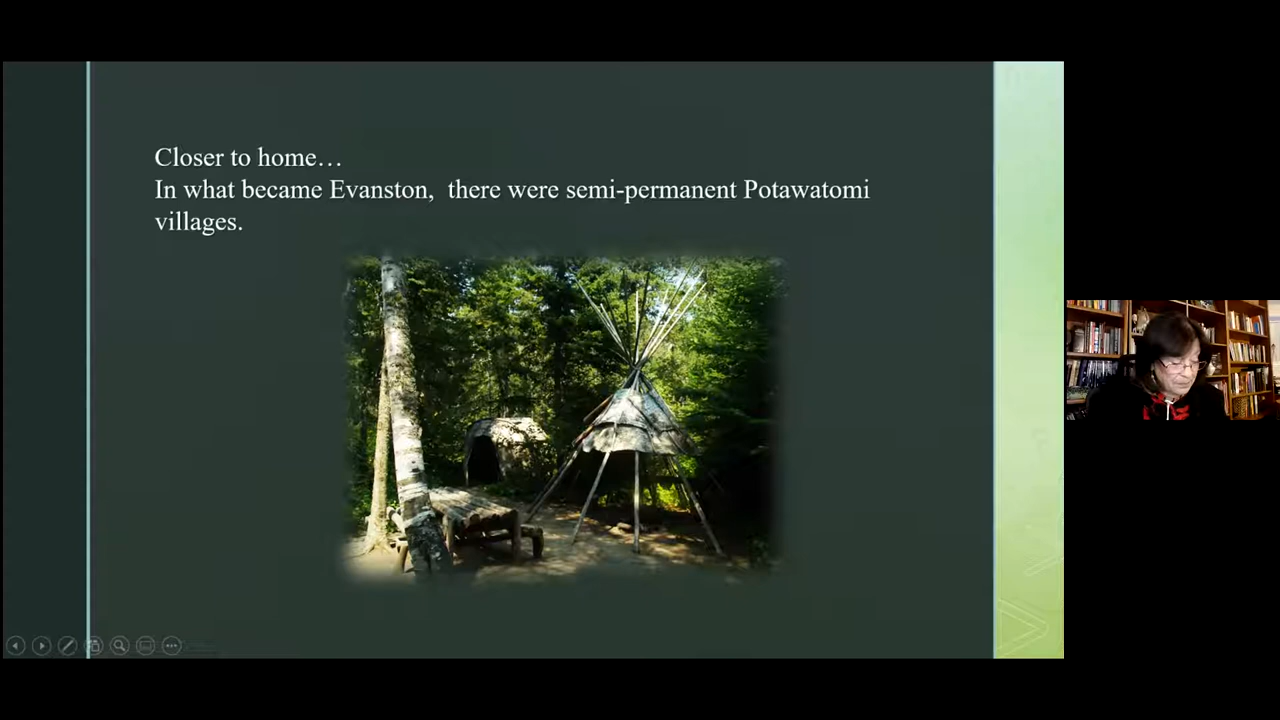 Closer to home…
In what became Evanston,  there were semi-permanent Potawatomi
villages.